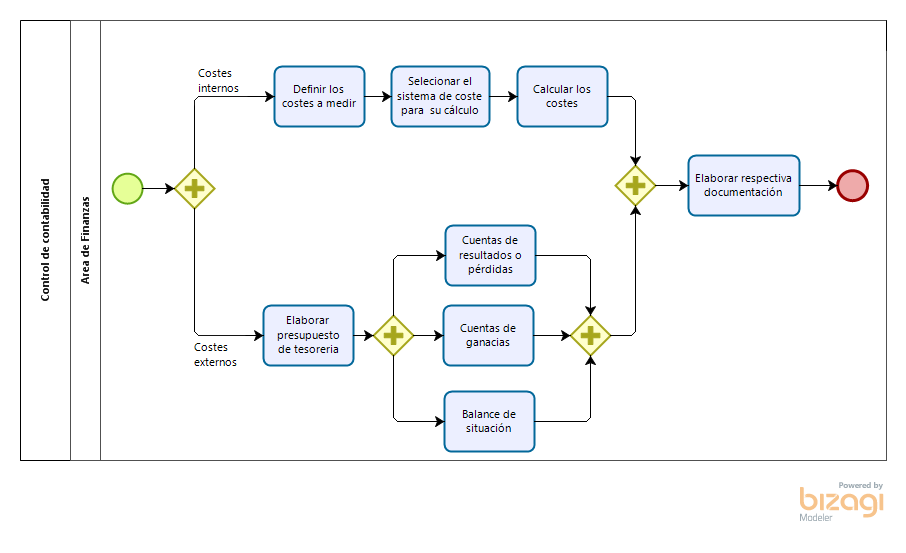 Control de contabilidad
Area de Finanzas
Costes
internos
Definir los
costes a medir
Selecionar el
sistema de coste
para su cálculo
Calcular los
costes
Elaborar respectiva
documentación
Cuentas de
resultados o
pérdidas
Costes
externos
Elaborar
presupuesto
de tesoreria
Cuentas de
ganacias
Balance de
situación
Powered by
bizagi
Modeler